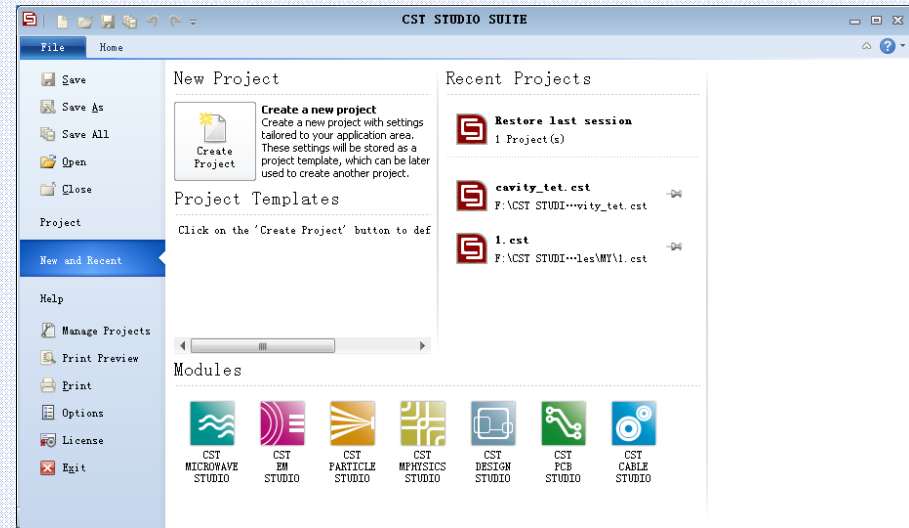 CST STUDIO SUITE
File
Home
Save
Save As
Save All
Open
Close
Project
New and Recent
Help
Manage Projects
Print Preview
Print
Options
License
Exit
New Project
Create
Project
Create a new project
Create a new project with settings
tailored to your application area.
These settings will be stored as a
project template, which can be later
used to create another project.
Project Templates
Click on the 'Create Project' button to def
Recent Projects
Restore last session
1 Project(s)
cavity_tet.cst
F:\CST STUDI···vity_tet.cst
1.cst
F:\CST STUDI···les\MY\1.cst
Modules
CST
MICROWAVE
STUDIO
CST
EM
STUDIO
CST
PARTICLE
STUDIO
CST
MPHYSICS
STUDIO
CST
DESIGN
STUDIO
CST
PCB
STUDIO
CST
CABLE
STUDIO